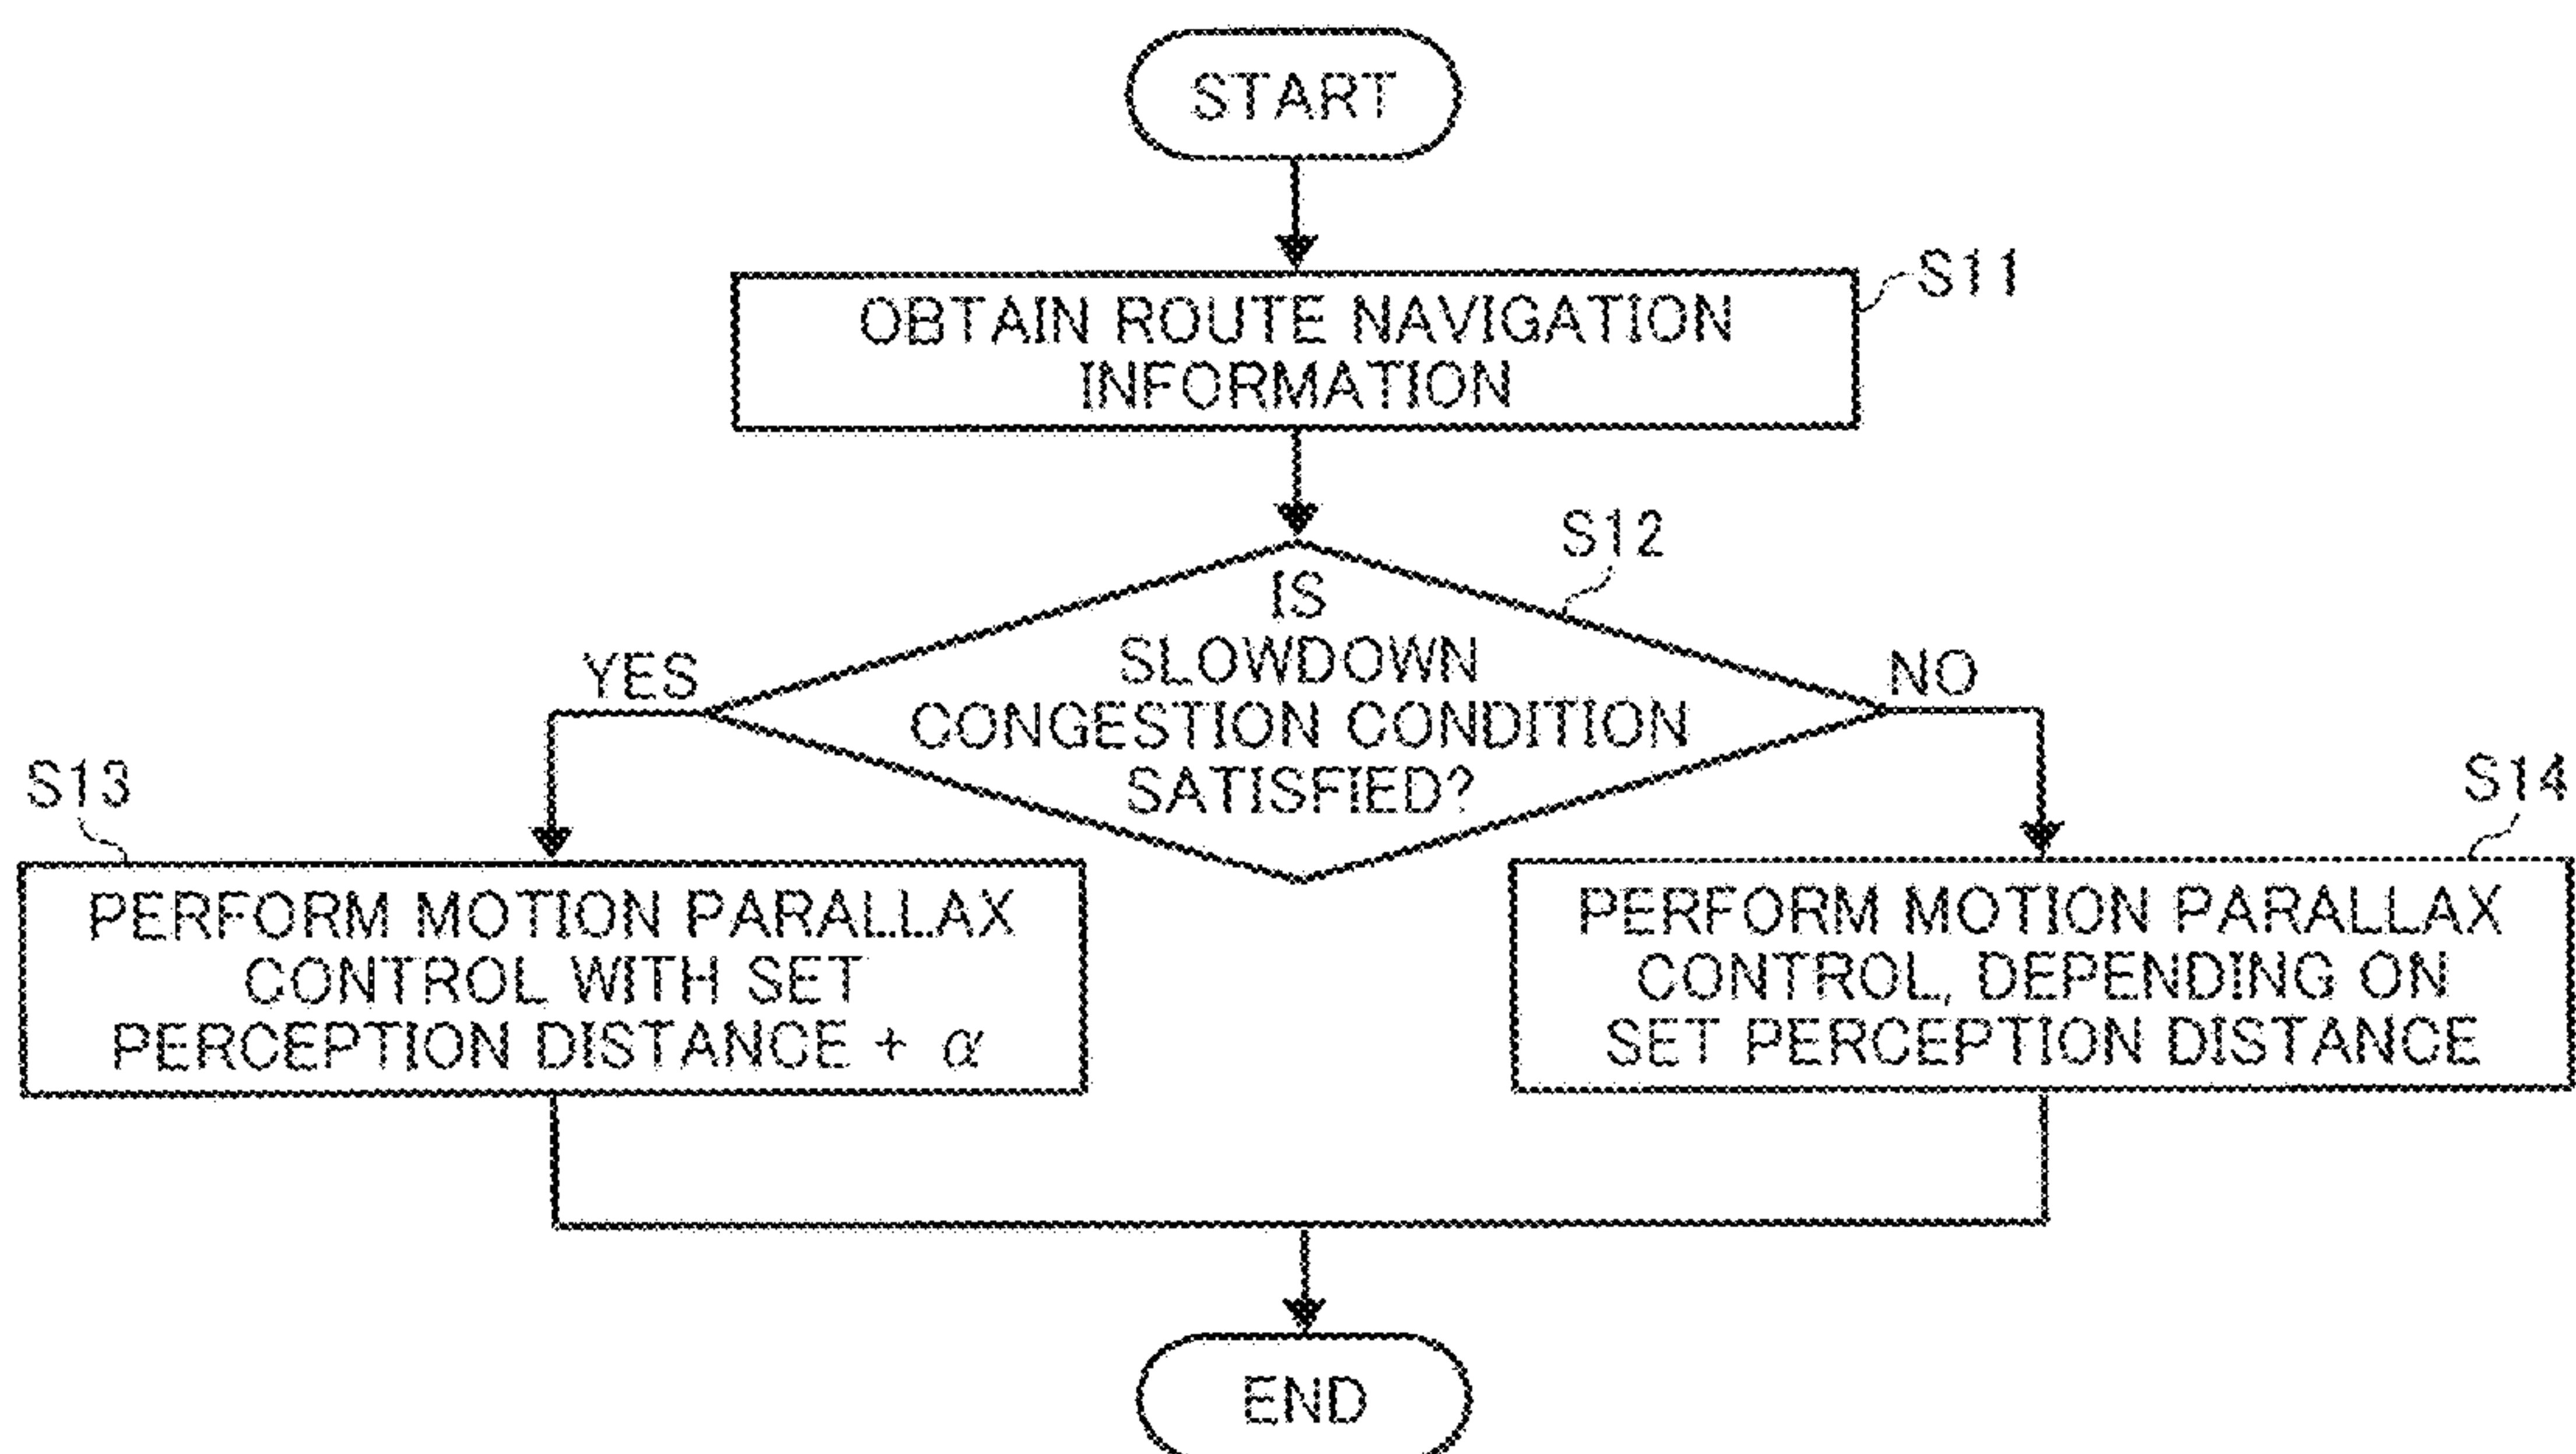 START
S11
OBTAIN ROUTE NAVIGATION
INFORMATION
S12
IS
SLOWDOWN
CONGESTION CONDITION
SATISFIED?
YES
NO
S13
PERFORM MOTION PARALLAX
CONTROL WITH SET
PERCEPTION DISTANCE + α
S14
PERFORM MOTION PARALLAX
CONTROL, DEPENDING ON
SET PERCEPTION DISTANCE
END